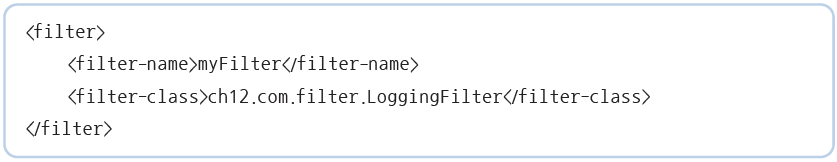 <filter>
<filter-name>myFilter</filter-name>
<filter-class>ch12.com.filter.LoggingFilter</filter-class>
</filter>